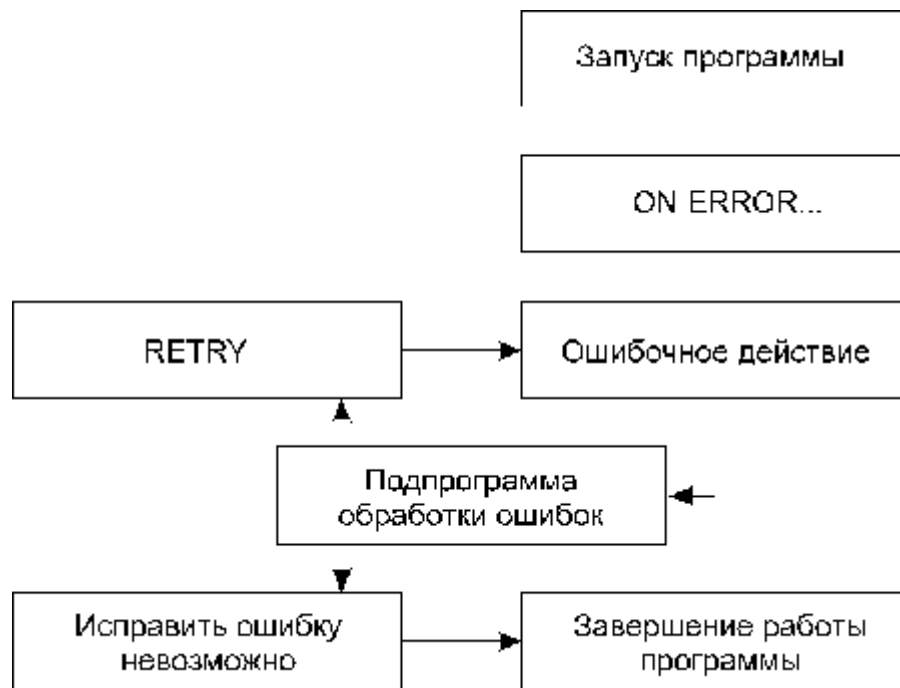 Запуск программы
ON ERROR...
RETRY
Ошибочное действие
Подпрограмма
обработки ошибок
Исправить ошибку
невозможно
Завершение работы
программы